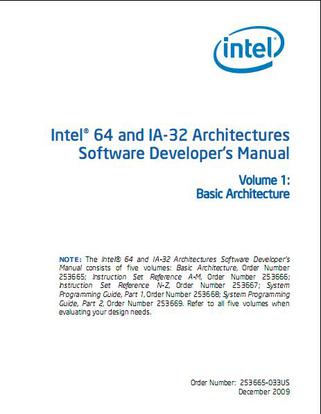 intel
Intel® 64 and IA-32 Architectures
Software Developer's Manual
Volume 1:
Basic Architecture
NOTE: The Intel® 64 and IA-32 Architectures Software Developer's
Manual consists of five volumes: Basic Architecture, Order Number
253665; Instruction Set Reference A-M, Order Number 253666;
Instruction Set Reference N-Z, Order Number 253667; System
Programming Guide, Part 1, Order Number 253668; System Programming
Guide, Part 2, Order Number 253669. Refer to all five volumes when
evaluating your design needs.
Order Number: 253665-033US
December 2009